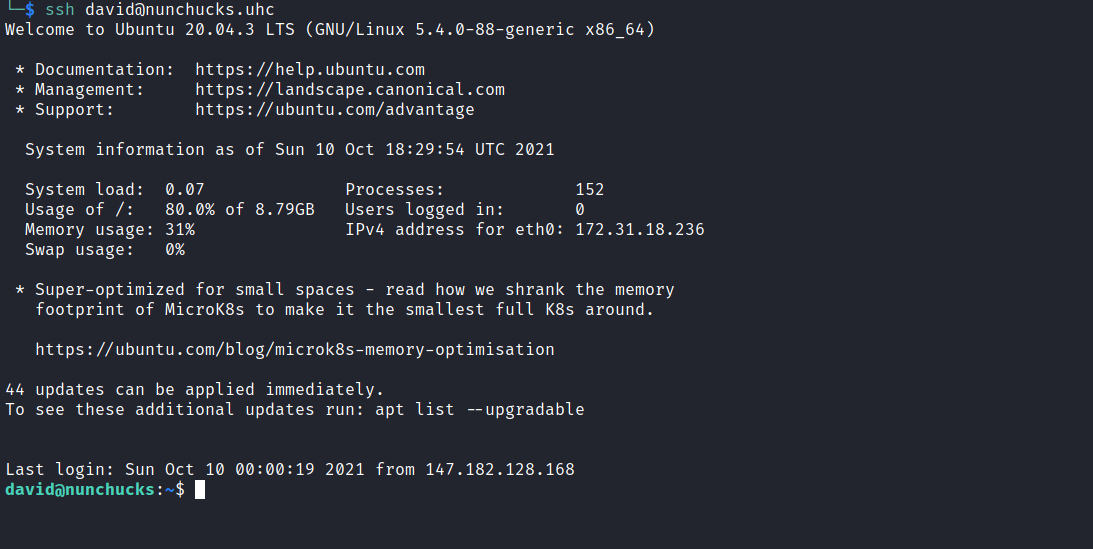 └─$ ssh david@nunchucks.uhc
Welcome to Ubuntu 20.04.3 LTS (GNU/Linux 5.4.0-88-generic x86_64)
* Documentation:  https://help.ubuntu.com
* Management:     https://landscape.canonical.com
* Support:        https://ubuntu.com/advantage
System information as of Sun 10 Oct 18:29:54 UTC 2021
System load:  0.07              Processes:             152
Usage of /:   80.0% of 8.79GB   Users logged in:       0
Memory usage: 31%               IPv4 address for eth0: 172.31.18.236
Swap usage:   0%
* Super-optimized for small spaces - read how we shrank the memory
footprint of MicroK8s to make it the smallest full K8s around.
https://ubuntu.com/blog/microk8s-memory-optimisation
44 updates can be applied immediately.
To see these additional updates run: apt list --upgradable
Last login: Sun Oct 10 00:00:19 2021 from 147.182.128.168
david@nunchucks:~$